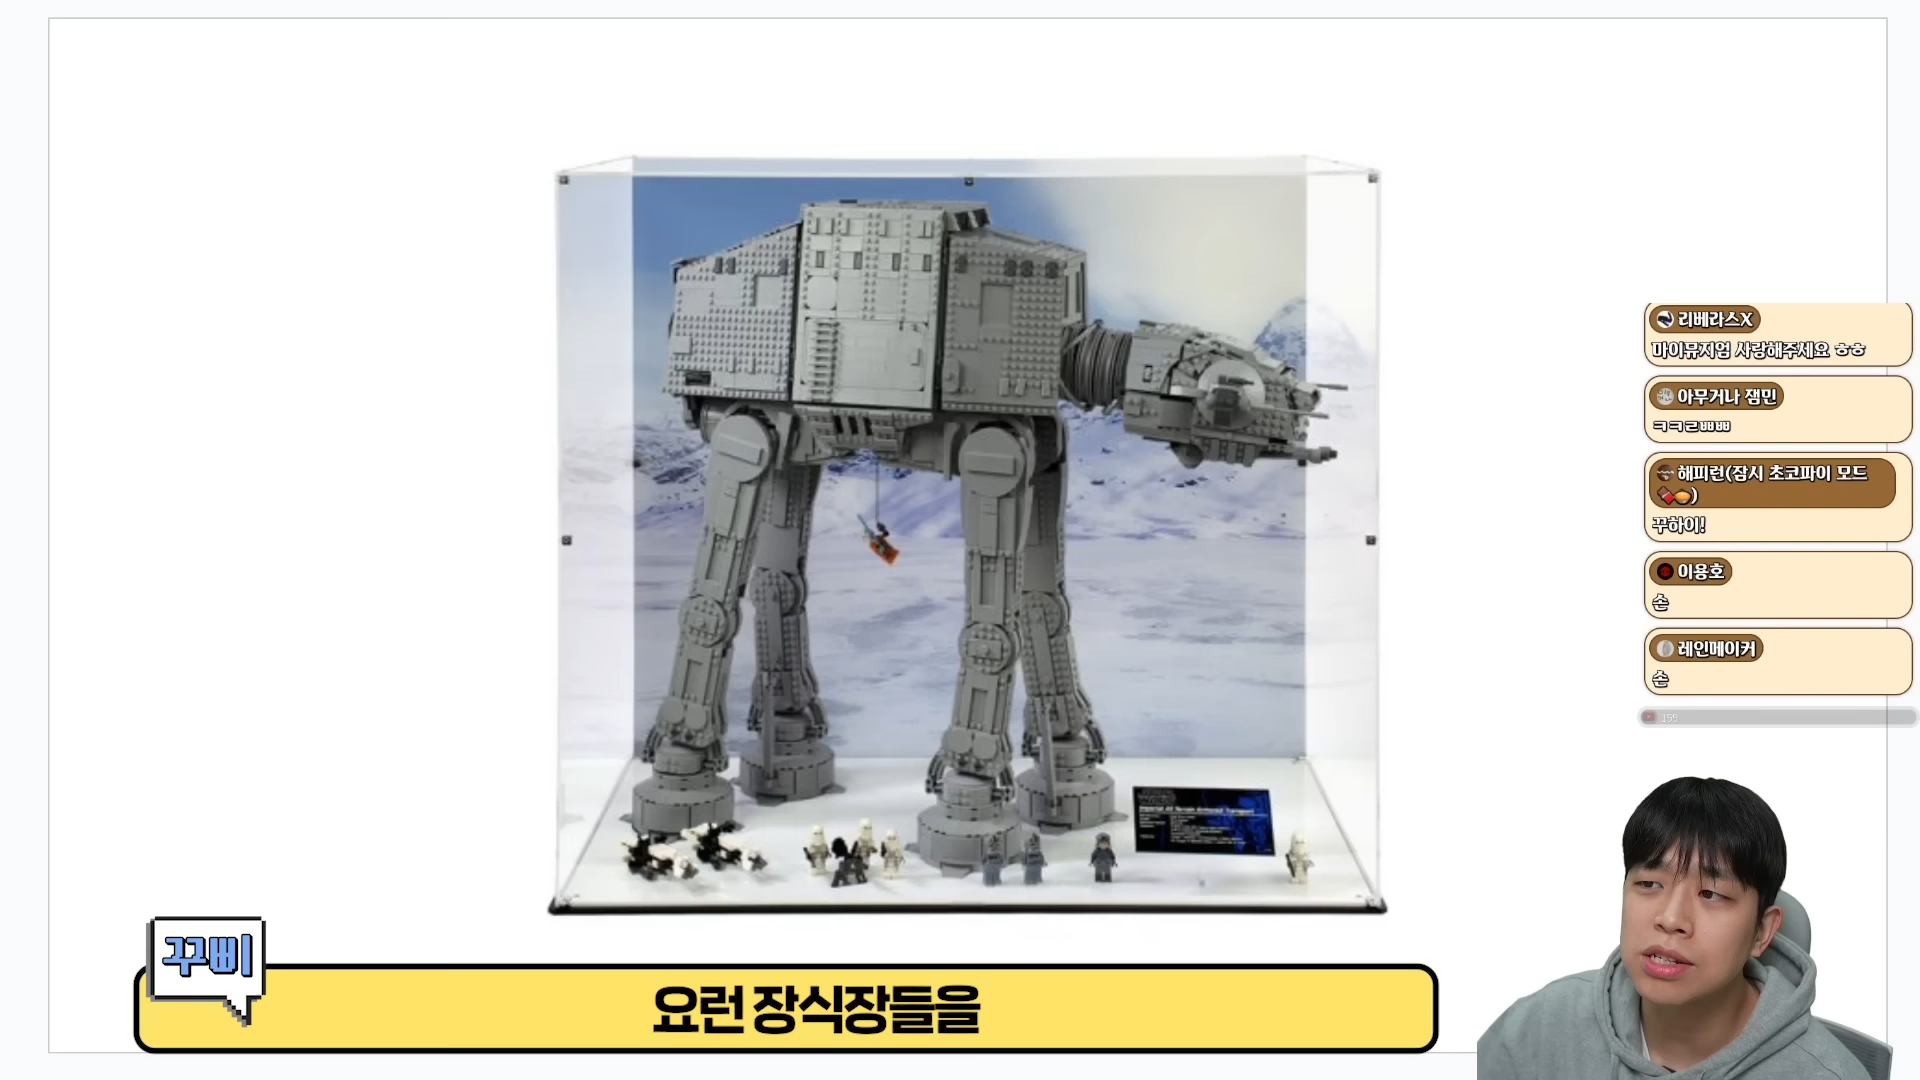 리베라스X
마이뮤지엄 사랑해주세요 ㅎㅎ
아무거나 잼민
ㅋㅋㄹㅃㅃ
해피런(잠시 초코파이 모드
)
꾸하이!
이용호
손
레인메이커
손
199
꾸삐
요런 장식장들을